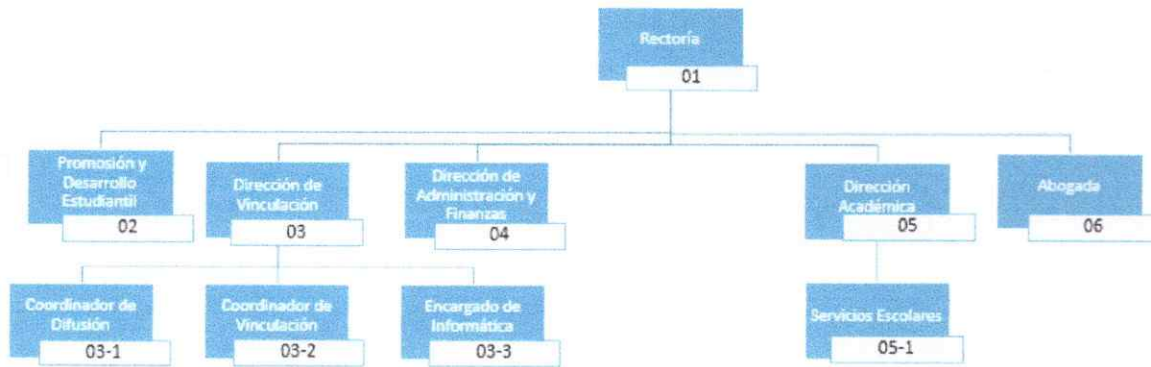 Rectoría
01
Promosión y
Desarrollo
Estudiantil
02
Dirección de
Vinculación
03
Dirección de
Administración y
Finanzas
04
Dirección
Académica
05
Abogada
06
Coordinador de
Difusión
03-1
Coordinador de
Vinculación
03-2
Encargado de
Informática
03-3
Servicios Escolares
05-1